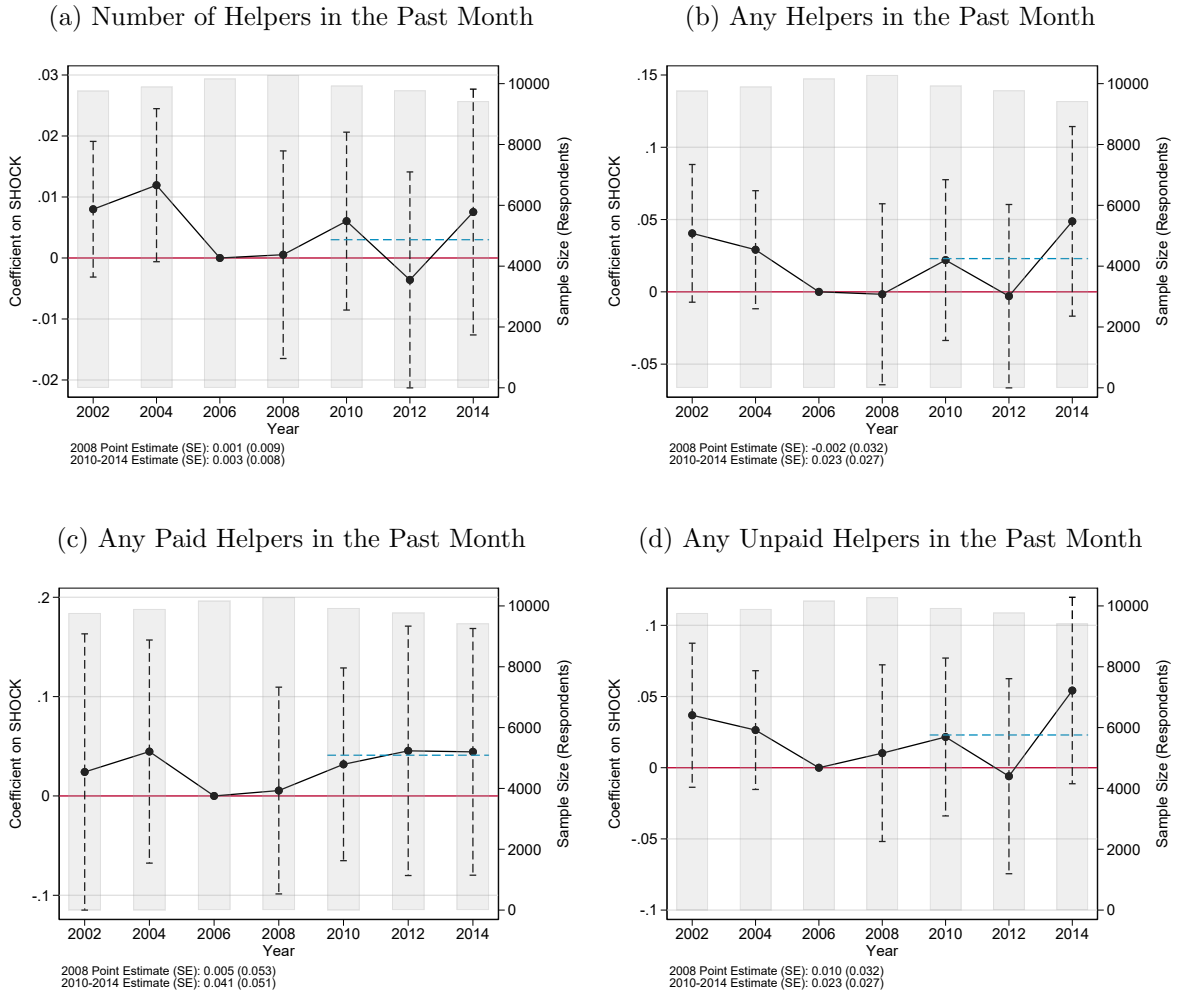 (a) Number of Helpers in the Past Month
.03
.02
.01
0
-.01
-.02
Coefficient on SHOCK
10000
8000
6000
4000
2000
0
Sample Size (Respondents)
2002 2004 2006 2008 2010 2012 2014
Year
2008 Point Estimate (SE): 0.001 (0.009)
2010-2014 Estimate (SE): 0.003 (0.008)
(b) Any Helpers in the Past Month
.15
.1
.05
0
-.05
Coefficient on SHOCK
10000
8000
6000
4000
2000
0
Sample Size (Respondents)
2002 2004 2006 2008 2010 2012 2014
Year
2008 Point Estimate (SE): -0.002 (0.032)
2010-2014 Estimate (SE): 0.023 (0.027)
(c) Any Paid Helpers in the Past Month
.2
.1
0
-.1
Coefficient on SHOCK
10000
8000
6000
4000
2000
0
Sample Size (Respondents)
2002 2004 2006 2008 2010 2012 2014
Year
2008 Point Estimate (SE): 0.005 (0.053)
2010-2014 Estimate (SE): 0.041 (0.051)
(d) Any Unpaid Helpers in the Past Month
.1
.05
0
-.05
-.1
Coefficient on SHOCK
10000
8000
6000
4000
2000
0
Sample Size (Respondents)
2002 2004 2006 2008 2010 2012 2014
Year
2008 Point Estimate (SE): 0.010 (0.032)
2010-2014 Estimate (SE): 0.023 (0.027)